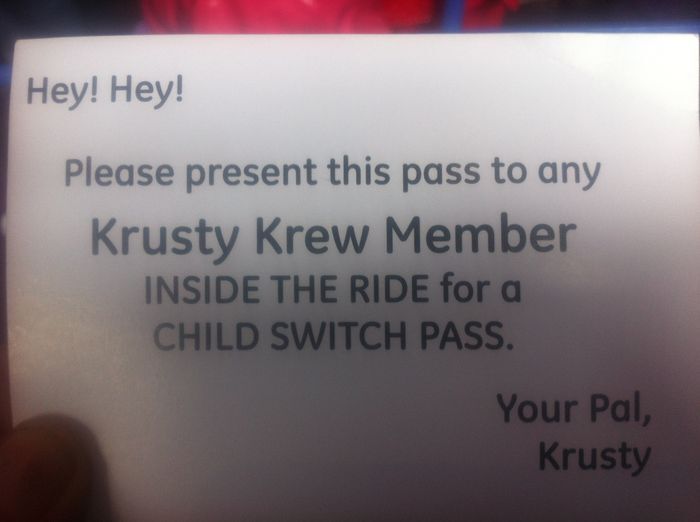 Hey! Hey!
Please present this pass to any
Krusty Krew Member
INSIDE THE RIDE for a
CHILD SWITCH PASS.
Your Pal,
Krusty